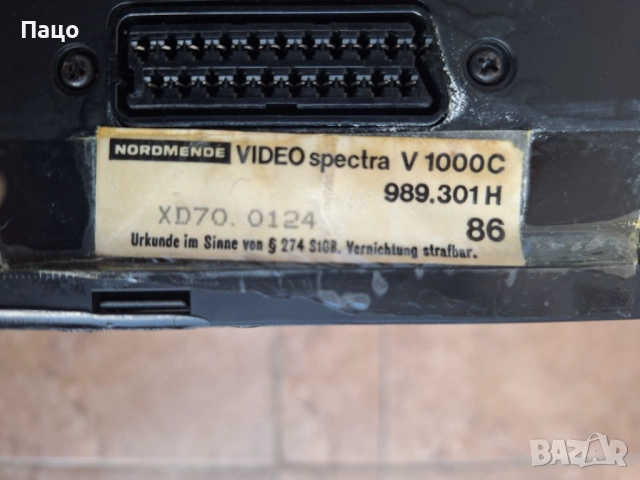 Пацо
NORDMENDE VIDEO spectra V 1000C
989.301 H
XD70. 0124
86
Urkunde im Sinne von § 274 StGB. Vernichtung strafbar.
BAZAR